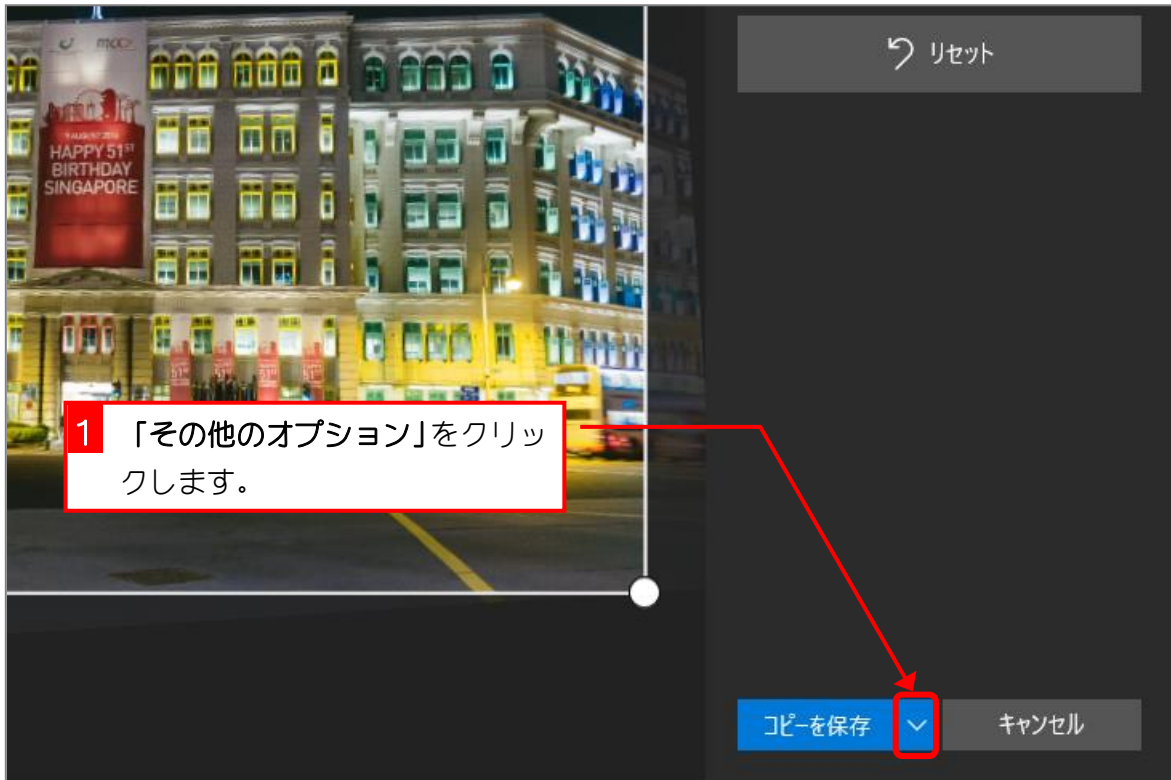 HAPPY 51ST
BIRTHDAY
SINGAPORE
リセット
1 「その他のオプション」をクリッ
クします。
コピーを保存
キャンセル